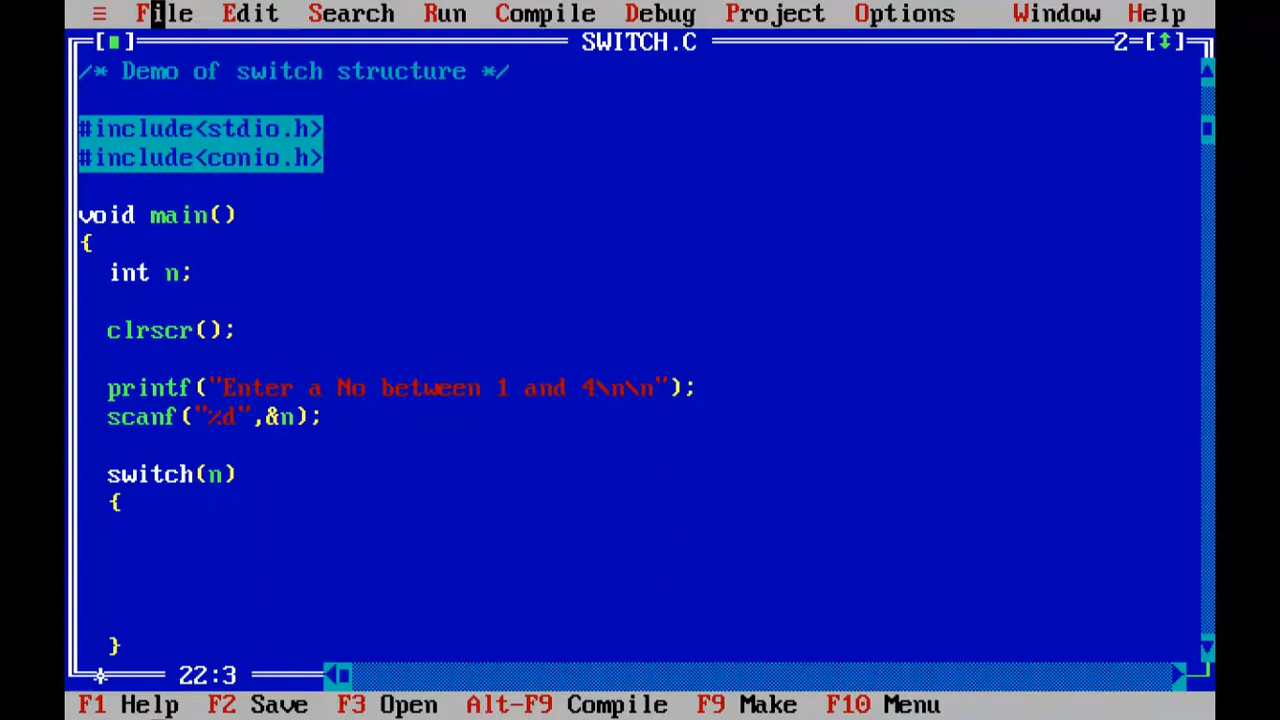 ≡ File Edit Search Run Compile Debug Project Options Window Help
[■] SWITCH.C 2=[↕]
/* Demo of switch structure */
#include<stdio.h>
#include<conio.h>
void main()
{
int n;
clrscr();
printf("Enter a No between 1 and 4\n\n");
scanf("%d",&n);
switch(n)
{
}
22:3
F1 Help F2 Save F3 Open Alt-F9 Compile F9 Make F10 Menu